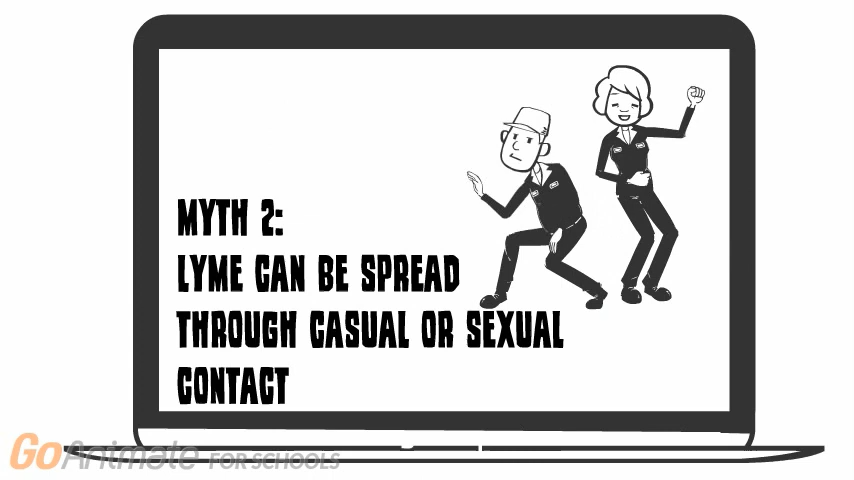 MYTH 2:
LYME CAN BE SPREAD
THROUGH CASUAL OR SEXUAL
CONTACT
GoAnimate FOR SCHOOLS